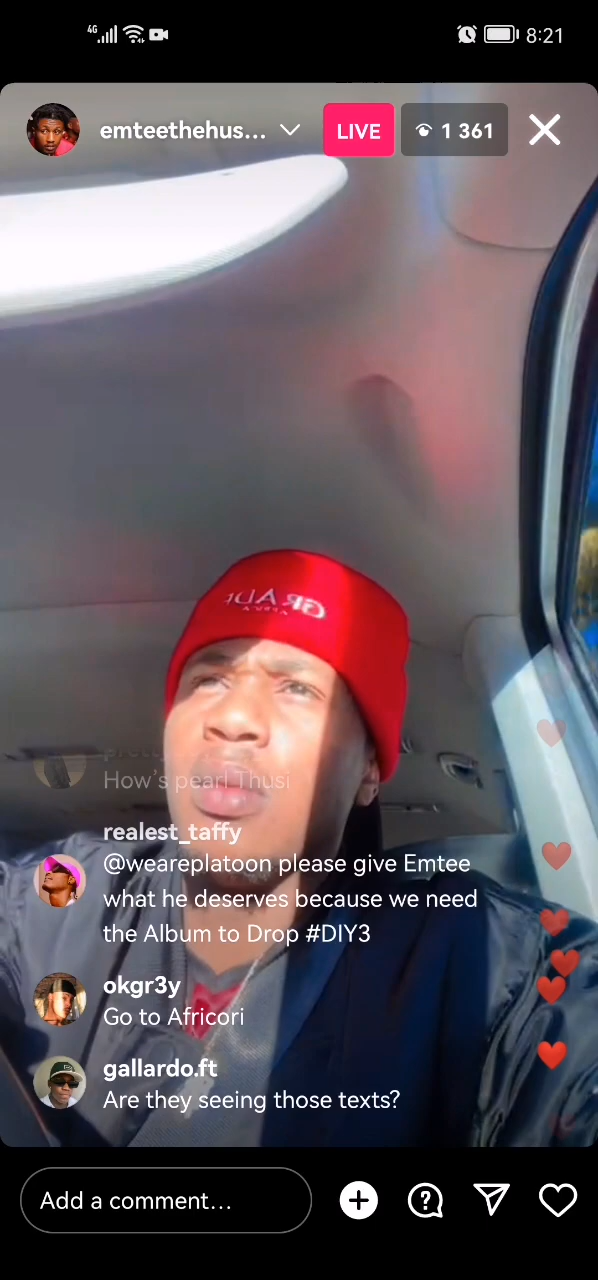 4G 8:21
emteethehus... LIVE 1 361
GRADE
How's pearl Thusi
realest_taffy
@weareplatoon please give Emtee
what he deserves because we need
the Album to Drop #DIY3
okgr3y
Go to Africori
gallardo.ft
Are they seeing those texts?
Add a comment...